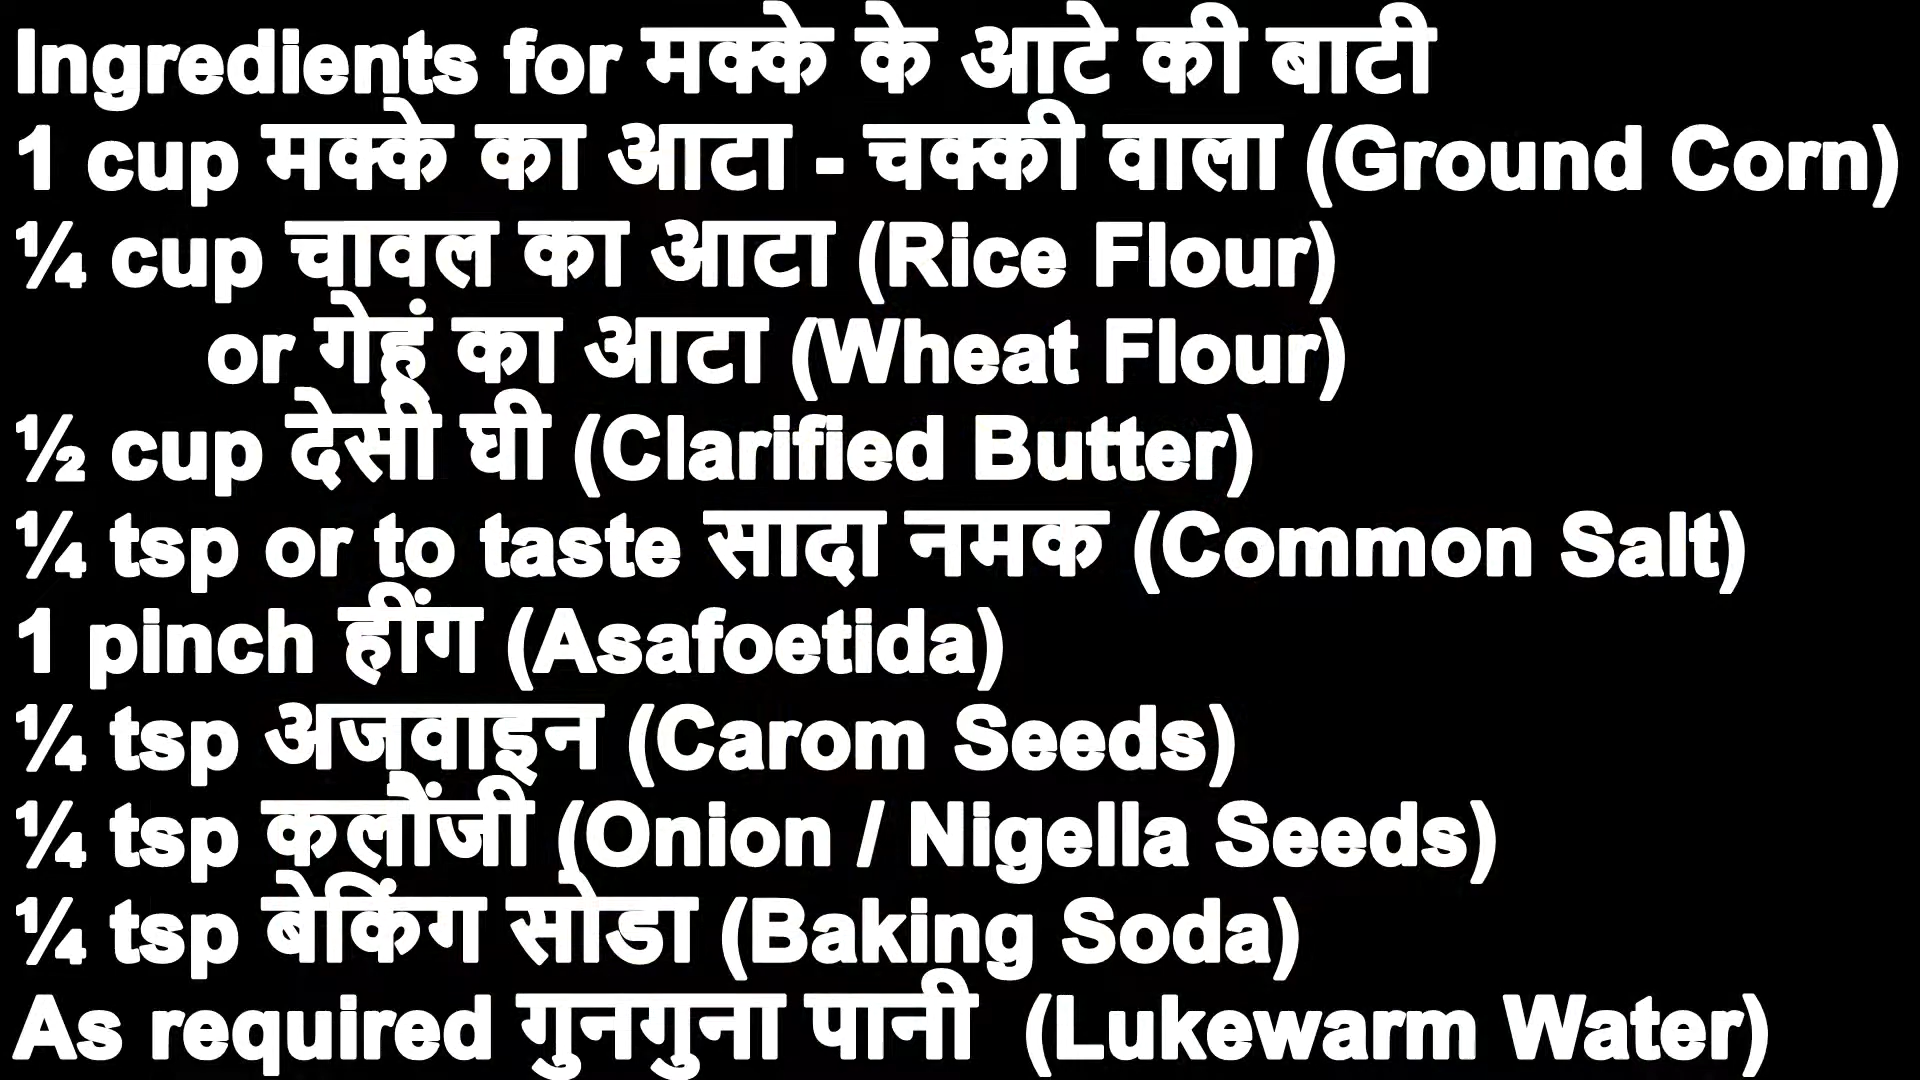 Ingredients for मक्के के आटे की बाटी
1 cup मक्के का आटा - चक्की वाला (Ground Corn)
¼ cup चावल का आटा (Rice Flour)
or गेहूं का आटा (Wheat Flour)
½ cup देसी घी (Clarified Butter)
¼ tsp or to taste सादा नमक (Common Salt)
1 pinch हींग (Asafoetida)
¼ tsp अजवाइन (Carom Seeds)
¼ tsp कलौंजी (Onion / Nigella Seeds)
¼ tsp बेकिंग सोडा (Baking Soda)
As required गुनगुना पानी (Lukewarm Water)